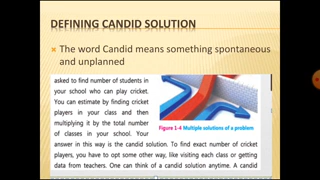 DEFINING CANDID SOLUTION
The word Candid means something spontaneous
and unplanned
asked to find number of students in
your school who can play cricket.
You can estimate by finding cricket
players in your class and then
multiplying it by the total number
of classes in your school. Your
answer in this way is the candid solution. To find exact number of cricket
players, you have to opt some other way, like visiting each class or getting
data from teachers. One can think of a candid solution anytime. A candid
Figure 1-4 Multiple solutions of a problem